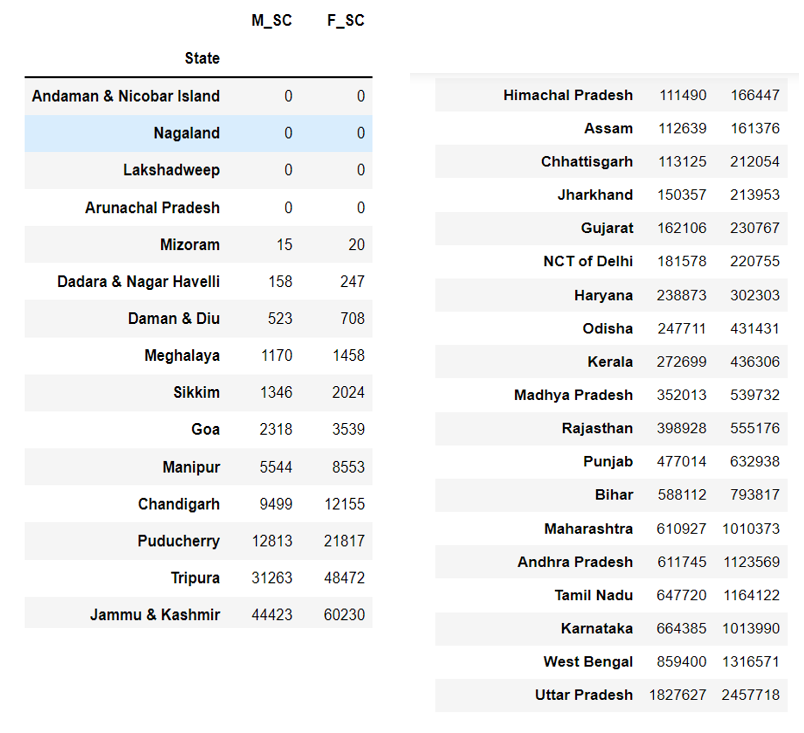 M_SC F_SC
State
Andaman & Nicobar Island 0 0
Nagaland 0 0
Lakshadweep 0 0
Arunachal Pradesh 0 0
Mizoram 15 20
Dadara & Nagar Havelli 158 247
Daman & Diu 523 708
Meghalaya 1170 1458
Sikkim 1346 2024
Goa 2318 3539
Manipur 5544 8553
Chandigarh 9499 12155
Puducherry 12813 21817
Tripura 31263 48472
Jammu & Kashmir 44423 60230
Himachal Pradesh 111490 166447
Assam 112639 161376
Chhattisgarh 113125 212054
Jharkhand 150357 213953
Gujarat 162106 230767
NCT of Delhi 181578 220755
Haryana 238873 302303
Odisha 247711 431431
Kerala 272699 436306
Madhya Pradesh 352013 539732
Rajasthan 398928 555176
Punjab 477014 632938
Bihar 588112 793817
Maharashtra 610927 1010373
Andhra Pradesh 611745 1123569
Tamil Nadu 647720 1164122
Karnataka 664385 1013990
West Bengal 859400 1316571
Uttar Pradesh 1827627 2457718